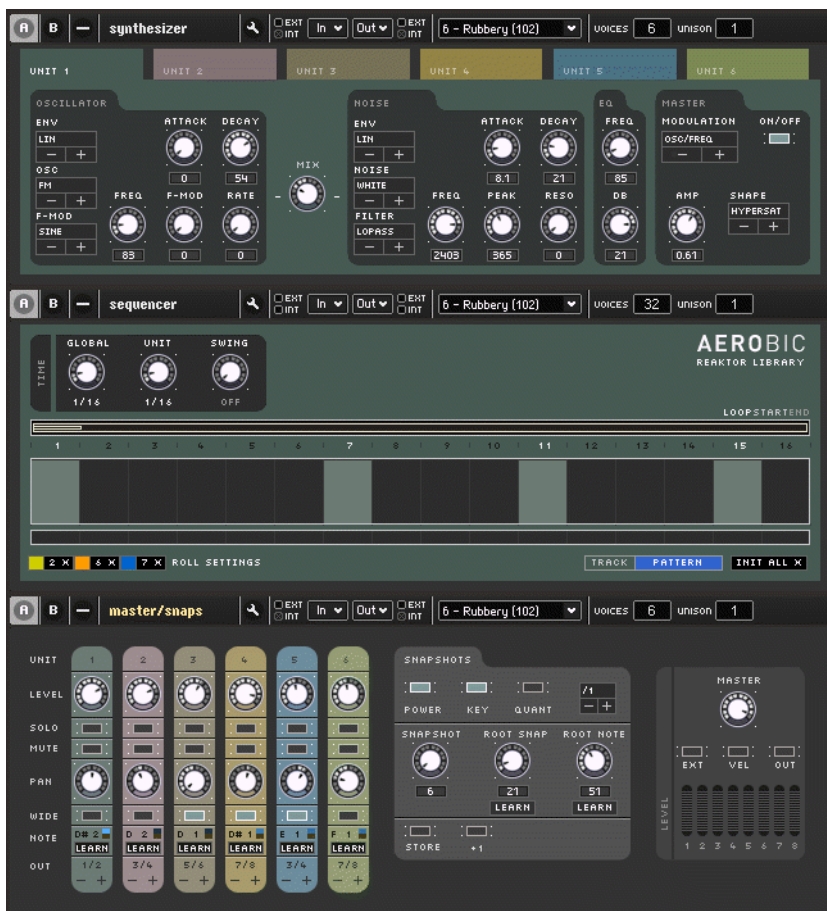 A B synthesizer EXT INT In Out EXT INT 6 - Rubbery (102) VOICES 6 UNISON 1
UNIT 1 UNIT 2 UNIT 3 UNIT 4 UNIT 5 UNIT 6
OSCILLATOR NOISE EQ MASTER
ENV ATTACK DECAY ENV ATTACK DECAY FREQ MODULATION ON/OFF
LIN LIN OSC/FREQ
- + - + - +
OSC 0 54 MIX NOISE 8.1 21 85
FM WHITE
- + FREQ F-MOD RATE - + FREQ PEAK RESO DB AMP SHAPE
F-MOD FILTER HYPERSAT
SINE LOPASS - +
- + 83 0 0 - + 2403 365 0 21 0.61
A B sequencer EXT INT In Out EXT INT 6 - Rubbery (102) VOICES 32 UNISON 1
TIME GLOBAL UNIT SWING
AEROBIC
REAKTOR LIBRARY
1/16 1/16 OFF
LOOP START END
1 2 3 4 5 6 7 8 9 10 11 12 13 14 15 16
2 X 6 X 7 X ROLL SETTINGS TRACK PATTERN INIT ALL X
A B master/snaps EXT INT In Out EXT INT 6 - Rubbery (102) VOICES 6 UNISON 1
UNIT 1 2 3 4 5 6
LEVEL
SOLO
MUTE
PAN
WIDE
NOTE D# 2 D 2 D 1 D# 1 E 1 F 1
LEARN LEARN LEARN LEARN LEARN LEARN
OUT 1/2 3/4 5/6 7/8 3/4 7/8
- + - + - + - + - + - +
SNAPSHOTS
/1
- +
POWER KEY QUANT
SNAPSHOT ROOT SNAP ROOT NOTE
6 21 51
LEARN LEARN
STORE +1
MASTER
EXT VEL OUT
LEVEL
1 2 3 4 5 6 7 8